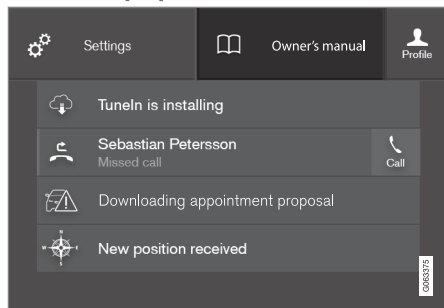 Settings
Owner's manual
Profile
TuneIn is installing
Sebastian Petersson
Missed call
Call
Downloading appointment proposal
New position received
G063375